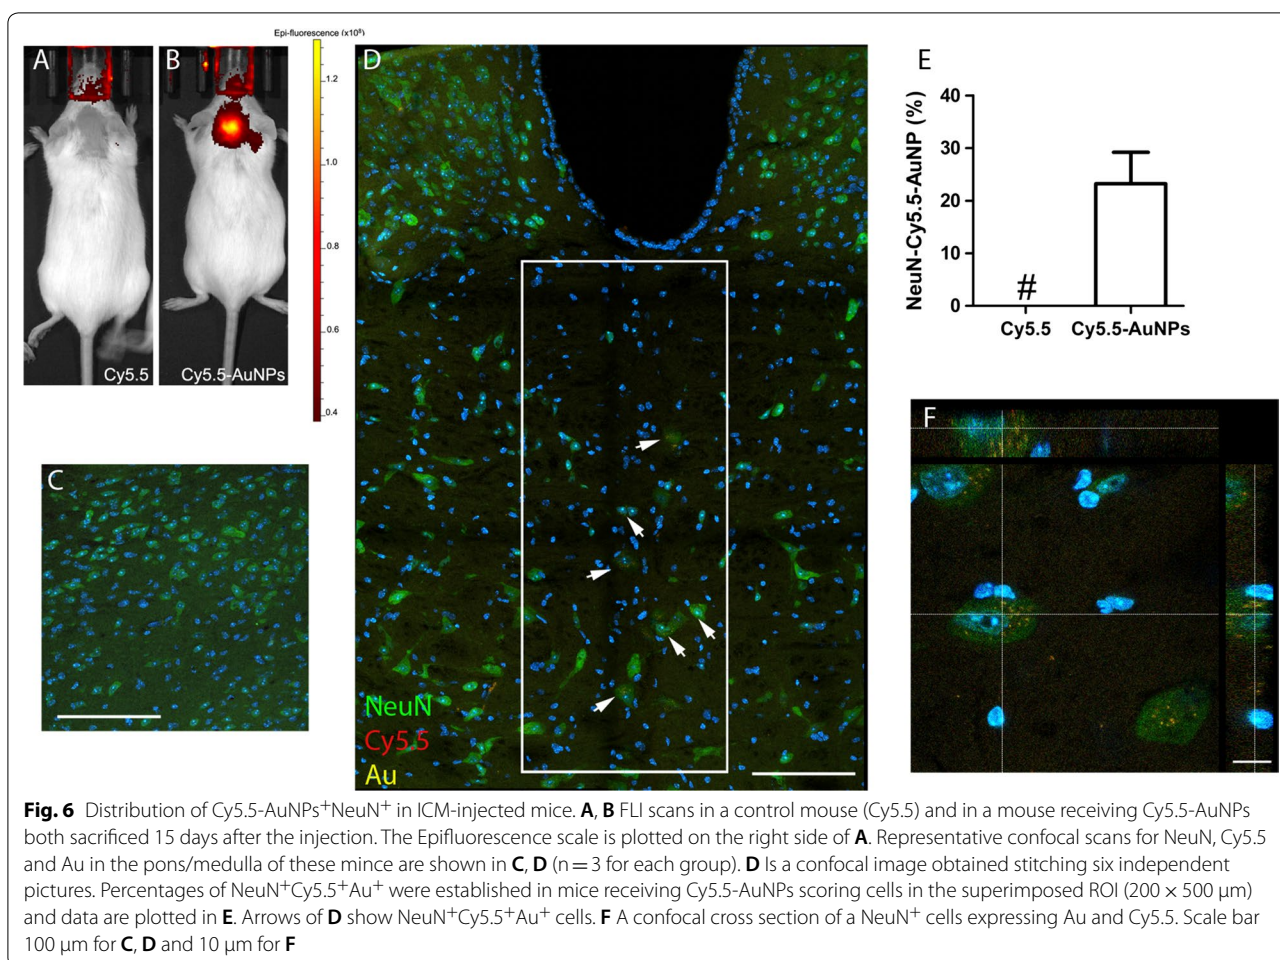 A
B
Epi-fluorescence (x10⁸)
1.2
1.0
0.8
0.6
0.4
Cy5.5
Cy5.5-AuNPs
C
D
NeuN
Cy5.5
Au
E
NeuN-Cy5.5-AuNP (%)
40
30
20
10
0
#
Cy5.5
Cy5.5-AuNPs
F
Fig. 6 Distribution of Cy5.5-AuNPs⁺NeuN⁺ in ICM-injected mice. A, B FLI scans in a control mouse (Cy5.5) and in a mouse receiving Cy5.5-AuNPs
both sacrificed 15 days after the injection. The Epifluorescence scale is plotted on the right side of A. Representative confocal scans for NeuN, Cy5.5
and Au in the pons/medulla of these mince are shown in C, D (n = 3 for each group). D Is a confocal image obtained stitching six independent
pictures. Percentages of NeuN⁺Cy5.5⁺Au⁺ were established in mice receiving Cy5.5-AuNPs scoring cells in the superimposed ROI (200 × 500 µm)
and data are plotted in E. Arrows of D show NeuN⁺Cy5.5⁺Au⁺ cells. F A confocal cross section of a NeuN⁺ cells expressing Au and Cy5.5. Scale bar
100 µm for C, D and 10 µm for F